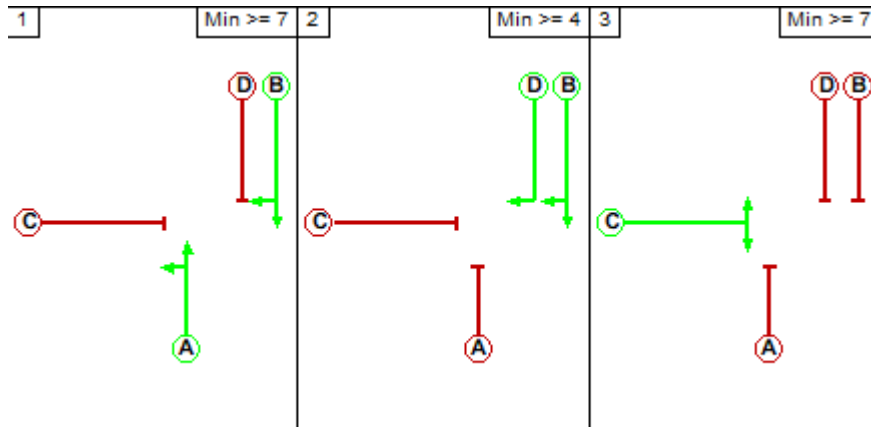 1 Min >= 7 2 Min >= 4 3 Min >= 7
D B D B D B
C C C
A A A